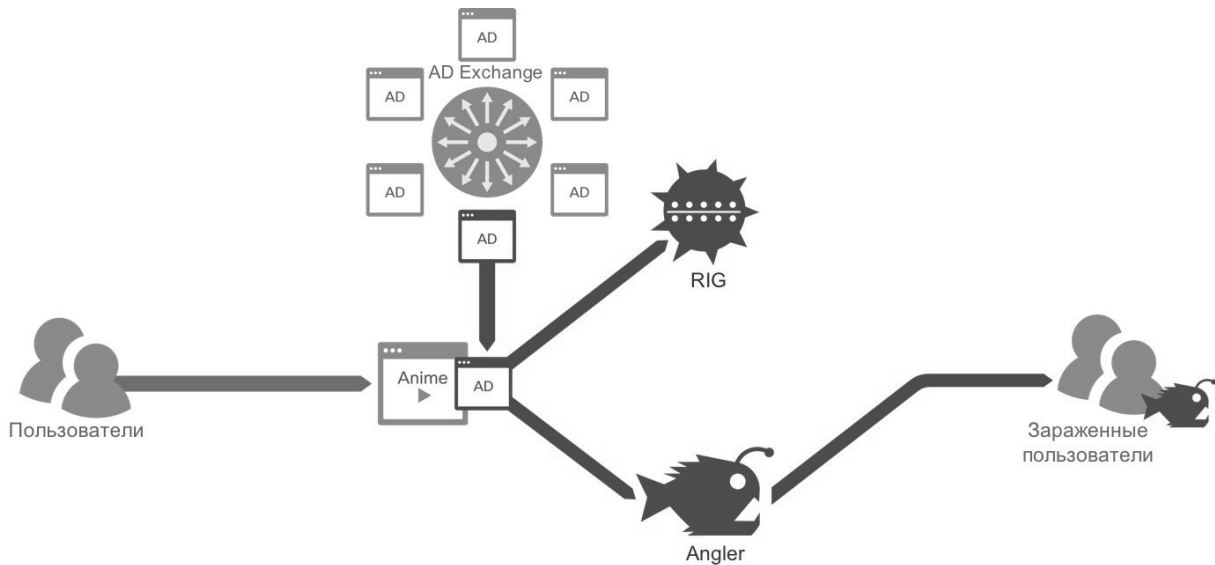 AD
AD Exchange
AD
AD
AD
AD
AD
RIG
Anime
AD
Пользователи
Зараженные
пользователи
Angler